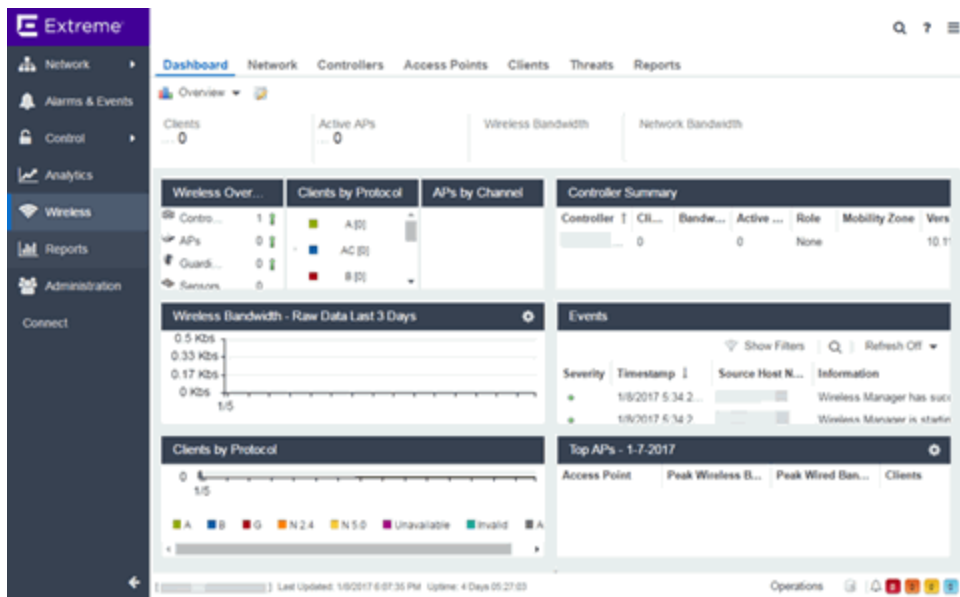 Extreme
Network
Alarms & Events
Control
Analytics
Wireless
Reports
Administration
Connect
Dashboard Network Controllers Access Points Clients Threats Reports
Overview
Clients Active APs Wireless Bandwidth Network Bandwidth
... 0 ... 0
Wireless Over... Clients by Protocol APs by Channel Controller Summary
Contro... 1
APs 0
Guardi... 0
Sensors 0
A [0]
AC [0]
B [0]
Controller Cli... Bandw... Active ... Role Mobility Zone Vers
... 0 0 None 10.1
Wireless Bandwidth - Raw Data Last 3 Days
0.5 Kbs
0.33 Kbs
0.17 Kbs
0 Kbs
1/5
Events
Show Filters Refresh Off
Severity Timestamp Source Host N... Information
1/8/2017 5:34:2... Wireless Manager has succ
1/8/2017 5:34:2 Wireless Manager is startin
Clients by Protocol
0
1/5
A B G N 2.4 N 5.0 Unavailable Invalid A
Top APs - 1-7-2017
Access Point Peak Wireless B... Peak Wired Ban... Clients
[ ] Last Updated: 1/8/2017 6:07:35 PM Uptime: 4 Days 05:27:03 Operations